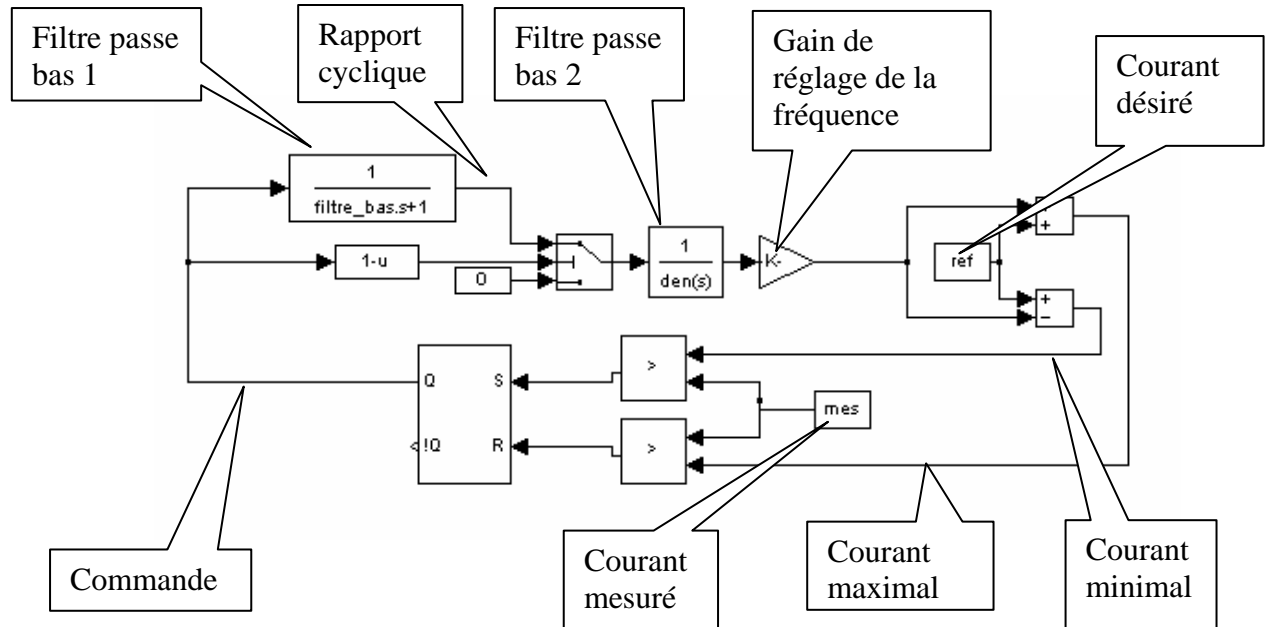 Filtre passe
bas 1
Rapport
cyclique
Filtre passe
bas 2
Gain de
réglage de la
fréquence
Courant
désiré
1
filtre_bas.s+1
1-u
0
1
den(s)
K-
ref
+
+
+
−
Q
S
!Q
R
>
>
mes
Commande
Courant
mesuré
Courant
maximal
Courant
minimal